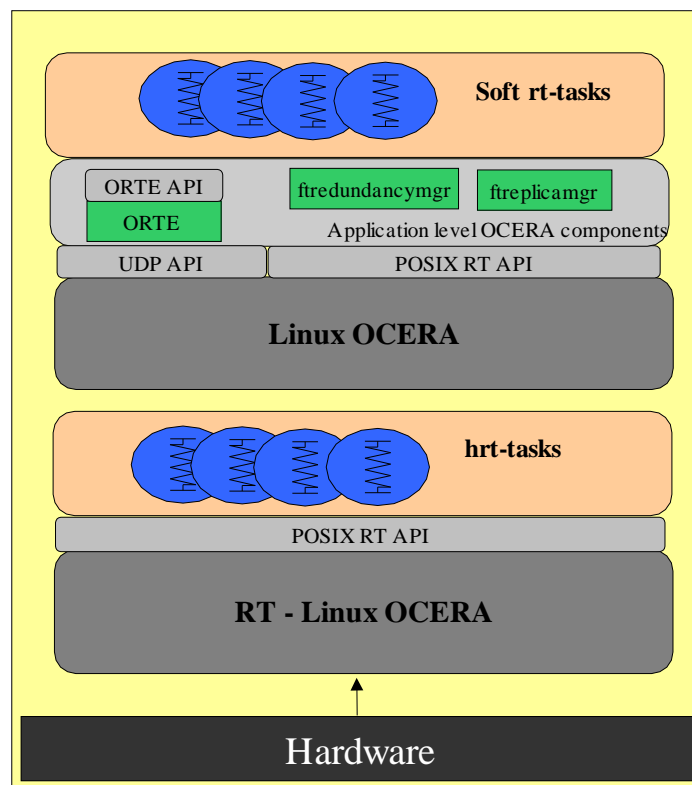 Soft rt-tasks
ORTE API
ftredundancymgr
ftreplicamgr
ORTE
Application level OCERA components
UDP API
POSIX RT API
Linux OCERA
hrt-tasks
POSIX RT API
RT - Linux OCERA
Hardware